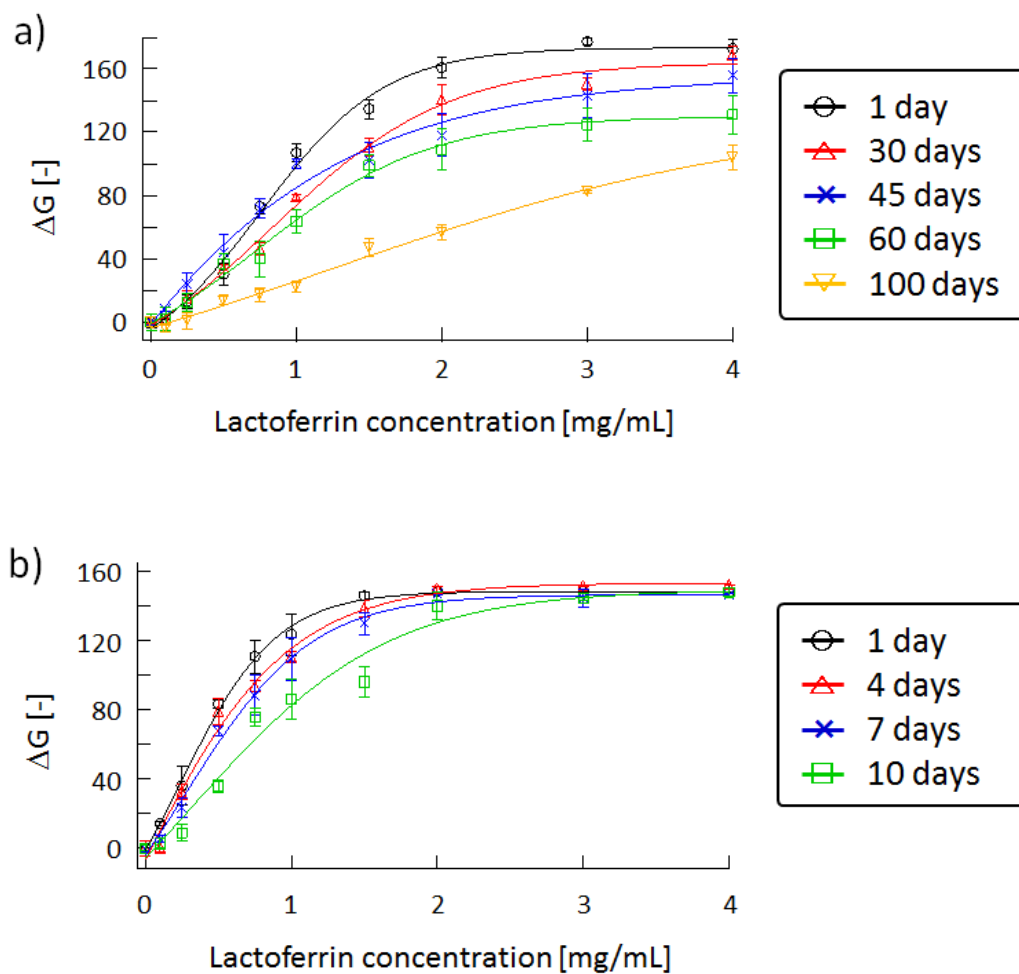 a)
ΔG [-]
160
120
80
40
0
0 1 2 3 4
Lactoferrin concentration [mg/mL]
1 day
30 days
45 days
60 days
100 days
b)
ΔG [-]
160
120
80
40
0
0 1 2 3 4
Lactoferrin concentration [mg/mL]
1 day
4 days
7 days
10 days